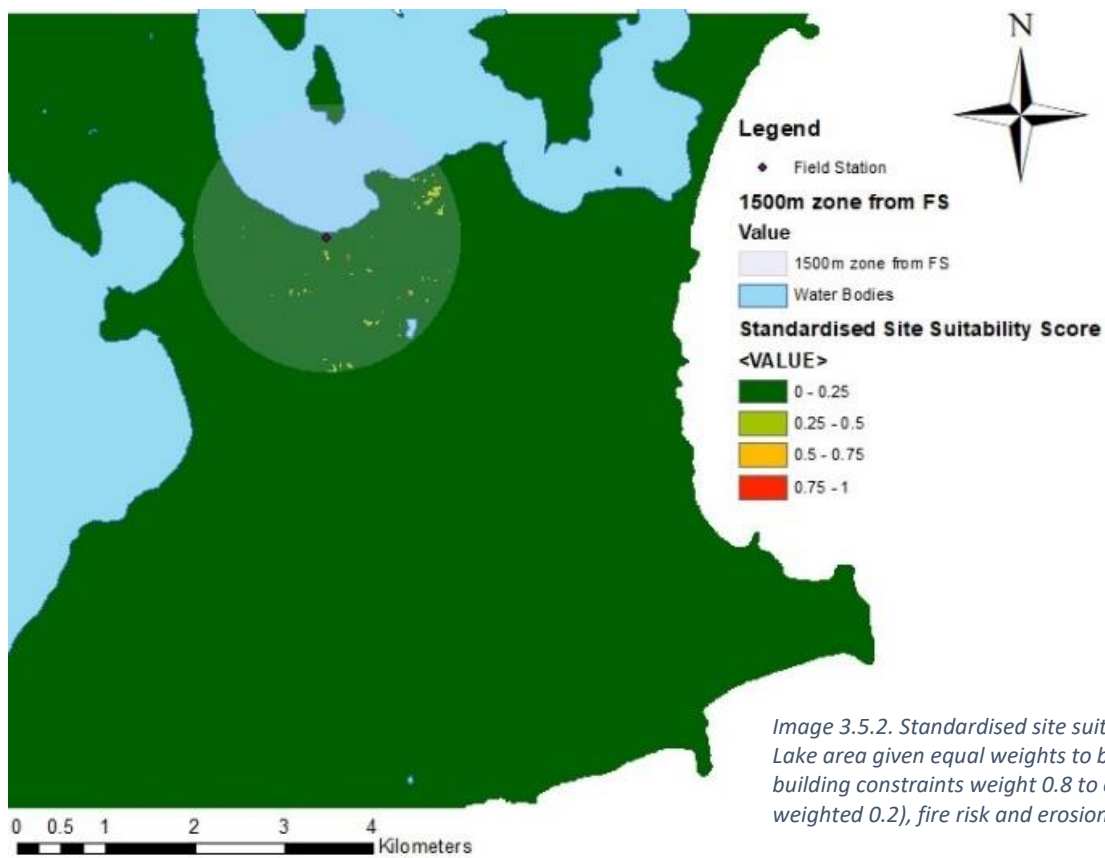 N
Legend
Field Station
1500m zone from FS
Value
1500m zone from FS
Water Bodies
Standardised Site Suitability Score
<VALUE>
0 - 0.25
0.25 - 0.5
0.5 - 0.75
0.75 - 1
Image 3.5.2. Standardised site suit
Lake area given equal weights to b
building constraints weight 0.8 to
weighted 0.2), fire risk and erosion
0 0.5 1 2 3 4
Kilometers